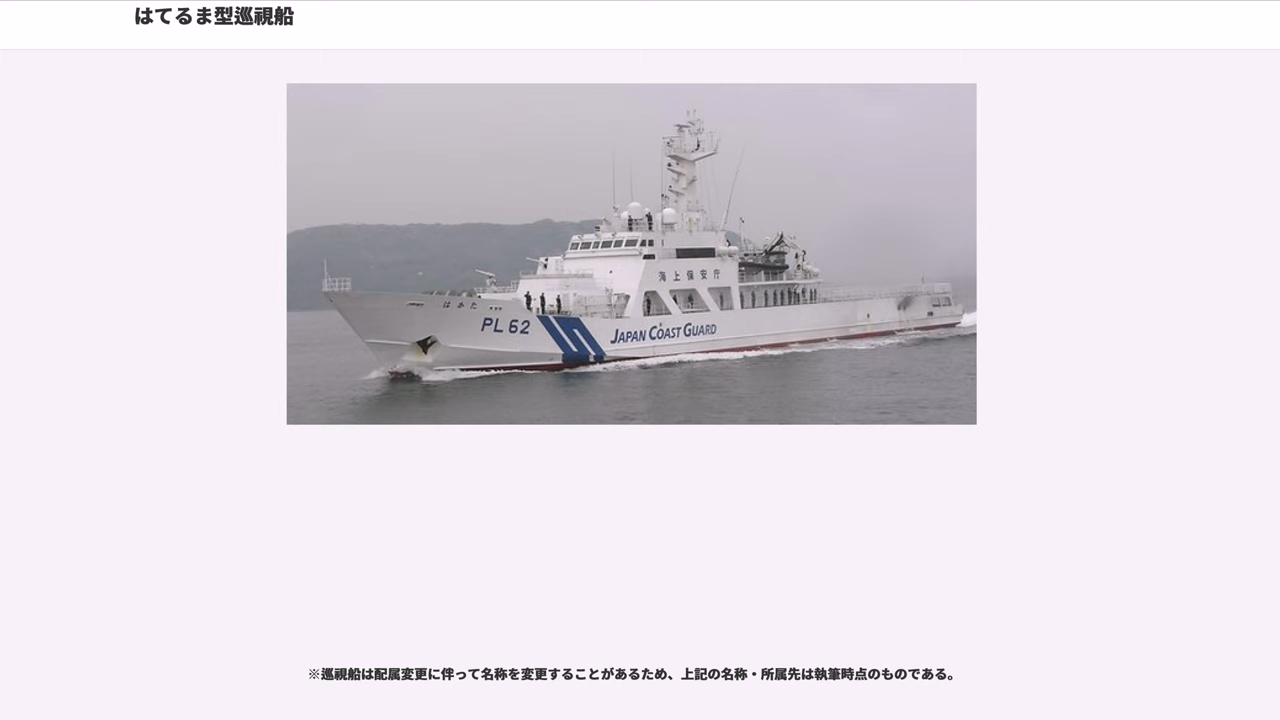 はてるま型巡視船
海上保安庁
はかた
PL 62
JAPAN COAST GUARD
※巡視船は配属変更に伴って名称を変更することがあるため、上記の名称・所属先は執筆時点のものである。